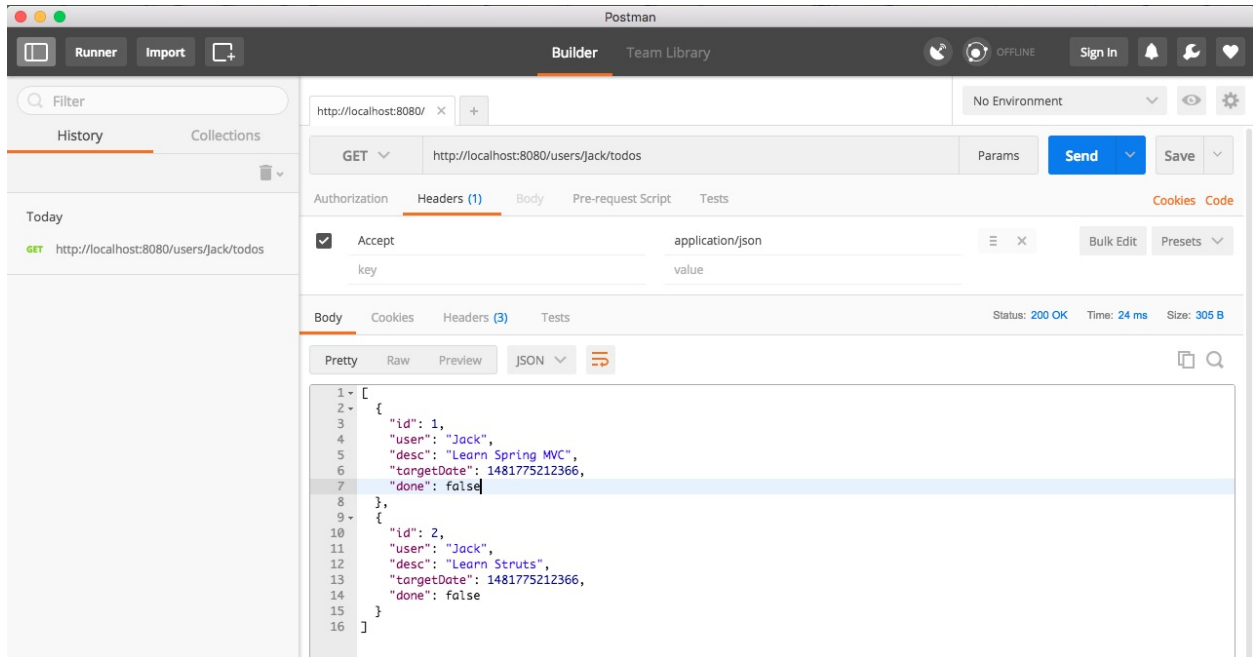 Postman
Runner Import Builder Team Library OFFLINE Sign In
Filter
History Collections
Today
GET http://localhost:8080/users/Jack/todos
http://localhost:8080/ No Environment
GET http://localhost:8080/users/Jack/todos Params Send Save
Authorization Headers (1) Body Pre-request Script Tests Cookies Code
Accept application/json Bulk Edit Presets
key value
Body Cookies Headers (3) Tests Status: 200 OK Time: 24 ms Size: 305 B
Pretty Raw Preview JSON
1 [
2 {
3 "id": 1,
4 "user": "Jack",
5 "desc": "Learn Spring MVC",
6 "targetDate": 1481775212366,
7 "done": false
8 },
9 {
10 "id": 2,
11 "user": "Jack",
12 "desc": "Learn Struts",
13 "targetDate": 1481775212366,
14 "done": false
15 }
16 ]